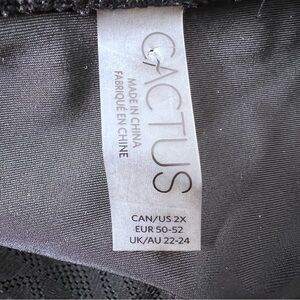 CACTUS
MADE IN CHINA
FABRIQUÉ EN CHINE
CAN/US 2X
EUR 50-52
UK/AU 22-24